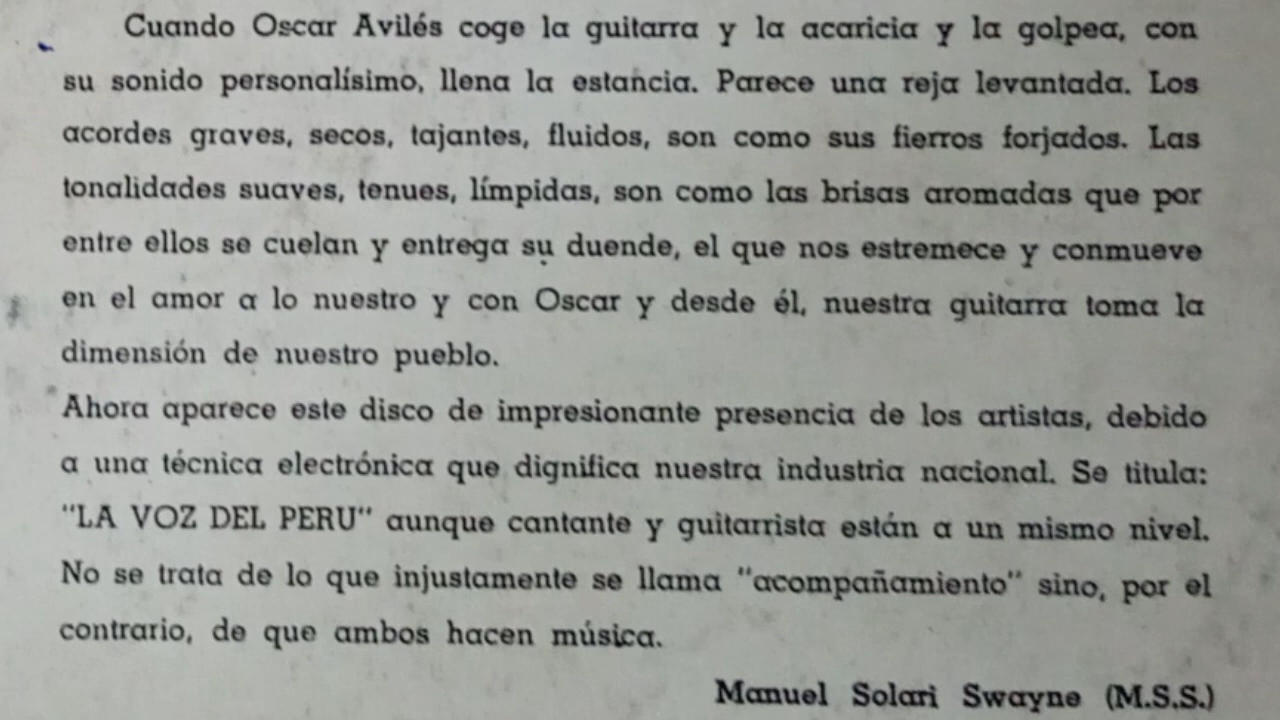 Cuando Oscar Avilés coge la guitarra y la acaricia y la golpea, con
su sonido personalísimo, llena la estancia. Parece una reja levantada. Los
acordes graves, secos, tajantes, fluidos, son como sus fierros forjados. Las
tonalidades suaves, tenues, límpidas, son como las brisas aromadas que por
entre ellos se cuelan y entrega su duende, el que nos estremece y conmueve
en el amor a lo nuestro y con Oscar y desde él, nuestra guitarra toma la
dimensión de nuestro pueblo.
Ahora aparece este disco de impresionante presencia de los artistas, debido
a una técnica electrónica que dignifica nuestra industria nacional. Se titula:
"LA VOZ DEL PERU" aunque cantante y guitarrista están a un mismo nivel.
No se trata de lo que injustamente se llama "acompañamiento" sino, por el
contrario, de que ambos hacen música.
Manuel Solari Swayne (M.S.S.)